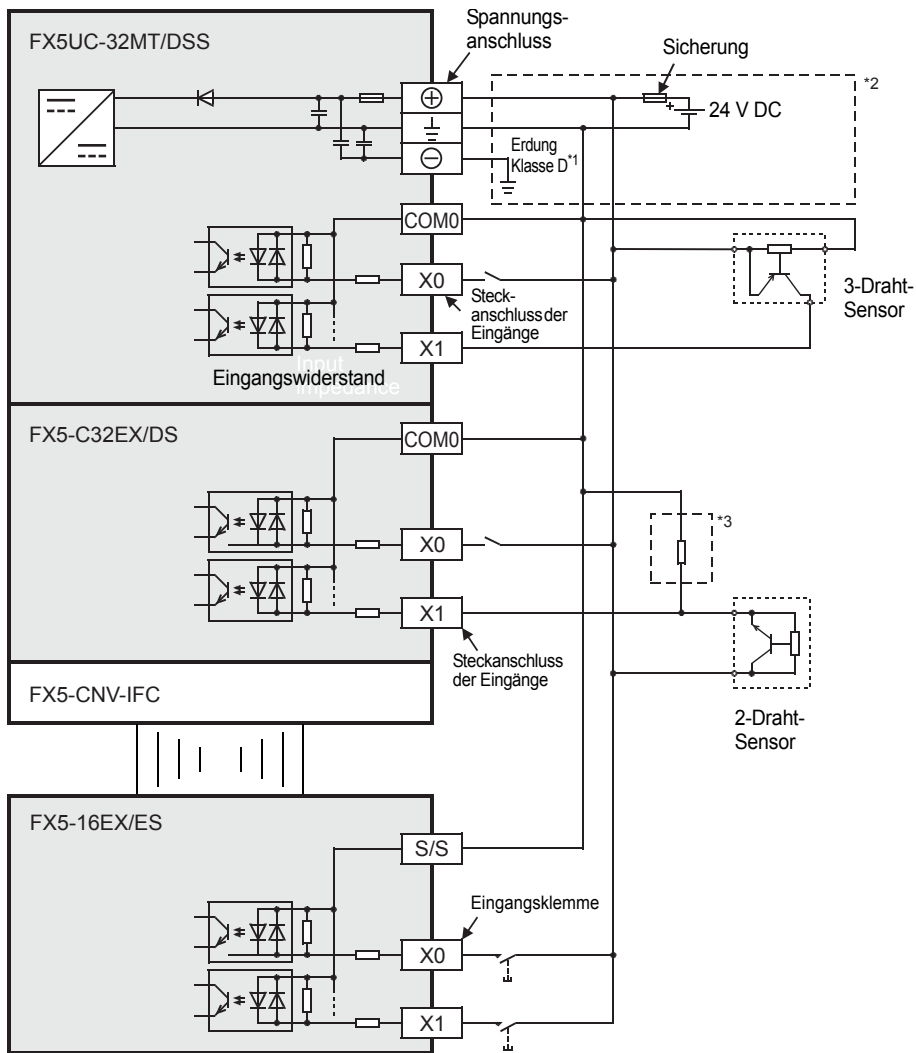 FX5UC-32MT/DSS
Spannungs-
anschluss
Sicherung
*2
+
24 V DC
Erdung
Klasse D*1
COM0
X0
Steck-
anschlussder
Eingänge
3-Draht-
Sensor
X1
Input
Impedance
Eingangswiderstand
FX5-C32EX/DS
COM0
*3
X0
X1
Steckanschluss
der Eingänge
FX5-CNV-IFC
2-Draht-
Sensor
FX5-16EX/ES
S/S
Eingangsklemme
X0
X1